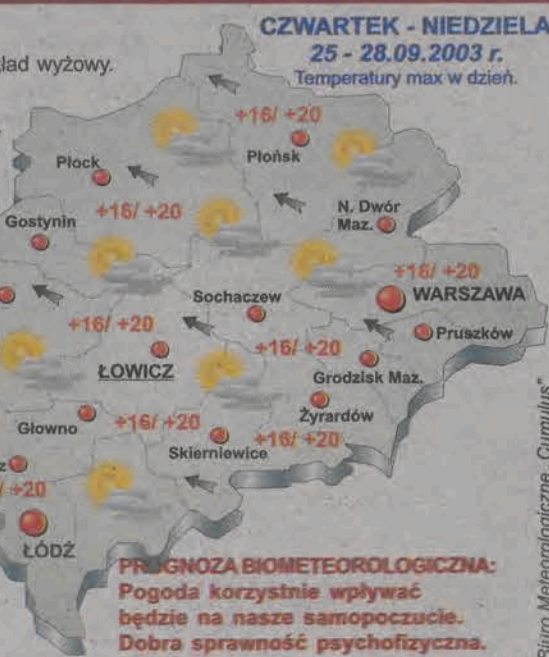 CZWARTEK - NIEDZIELA
25 - 28.09.2003 r.
ład wyżowy.
Temperatury max w dzień.
+16/ +20
Płońsk
Płock
+16/ +20
N. Dwór
Maz.
Gostynin
+16/ +20
WARSZAWA
Sochaczew
+16/ +20
Pruszków
+16/ +20
ŁOWICZ
Grodzisk Maz.
Żyrardów
Głowno
+16/ +20
+16/ +20
Skierniewice
z
/ +20
ŁÓDŹ
PROGNOZA BIOMETEOROLOGICZNA:
Pogoda korzystnie wpływać
będzie na nasze samopoczucie.
Dobra sprawność psychofizyczna.
Biuro Meteorologiczne „Cumulus"